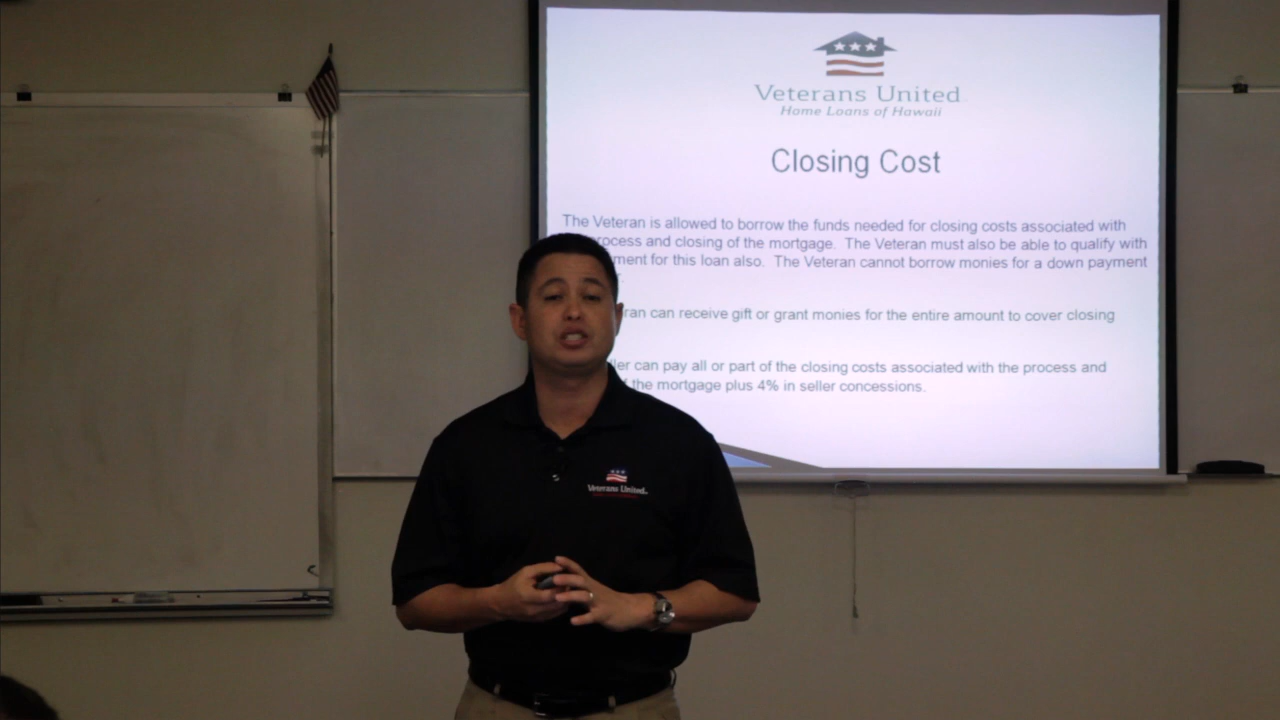 Veterans United
Home Loans of Hawaii
Closing Cost
The Veteran is allowed to borrow the funds needed for closing costs associated with
process and closing of the mortgage. The Veteran must also be able to qualify with
ment for this loan also. The Veteran cannot borrow monies for a down payment
ran can receive gift or grant monies for the entire amount to cover closing
ller can pay all or part of the closing costs associated with the process and
the mortgage plus 4% in seller concessions.
Veterans United